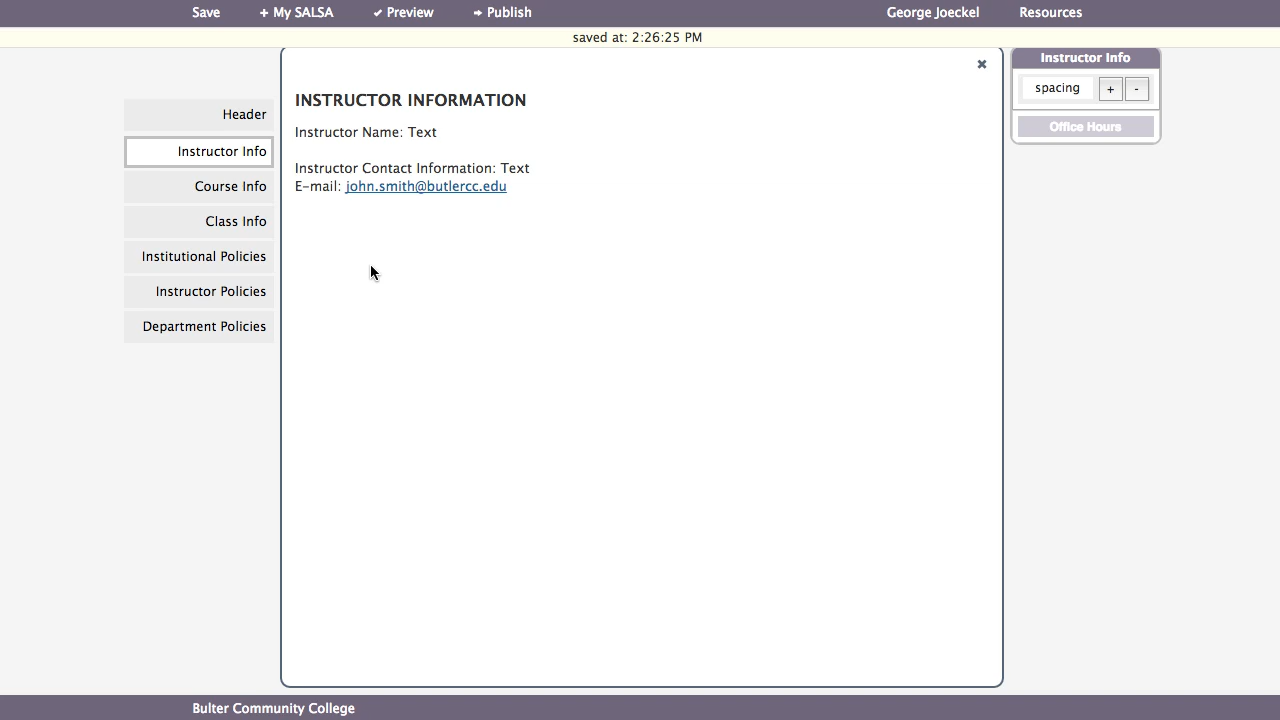 Save + My SALSA ✔ Preview ➡ Publish George Joeckel Resources
saved at: 2:26:25 PM
Header
Instructor Info
Course Info
Class Info
Institutional Policies
Instructor Policies
Department Policies
✖
INSTRUCTOR INFORMATION
Instructor Name: Text
Instructor Contact Information: Text
E-mail: john.smith@butlercc.edu
Instructor Info
spacing + -
Office Hours
Bulter Community College